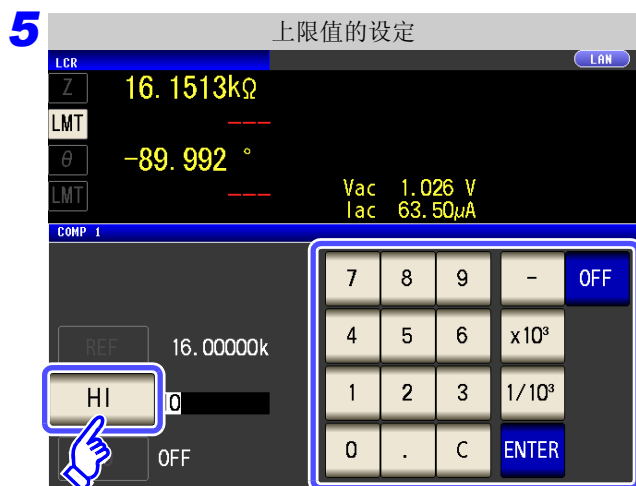 5 上限值的设定
LCR LAN
Z 16.1513kΩ
LMT ---
θ -89.992 °
LMT ---
Vac 1.026 V
Iac 63.50μA
COMP 1
7 8 9 - OFF
REF 16.00000k
4 5 6 x10³
HI 0
1 2 3 1/10³
OFF
0 . C ENTER